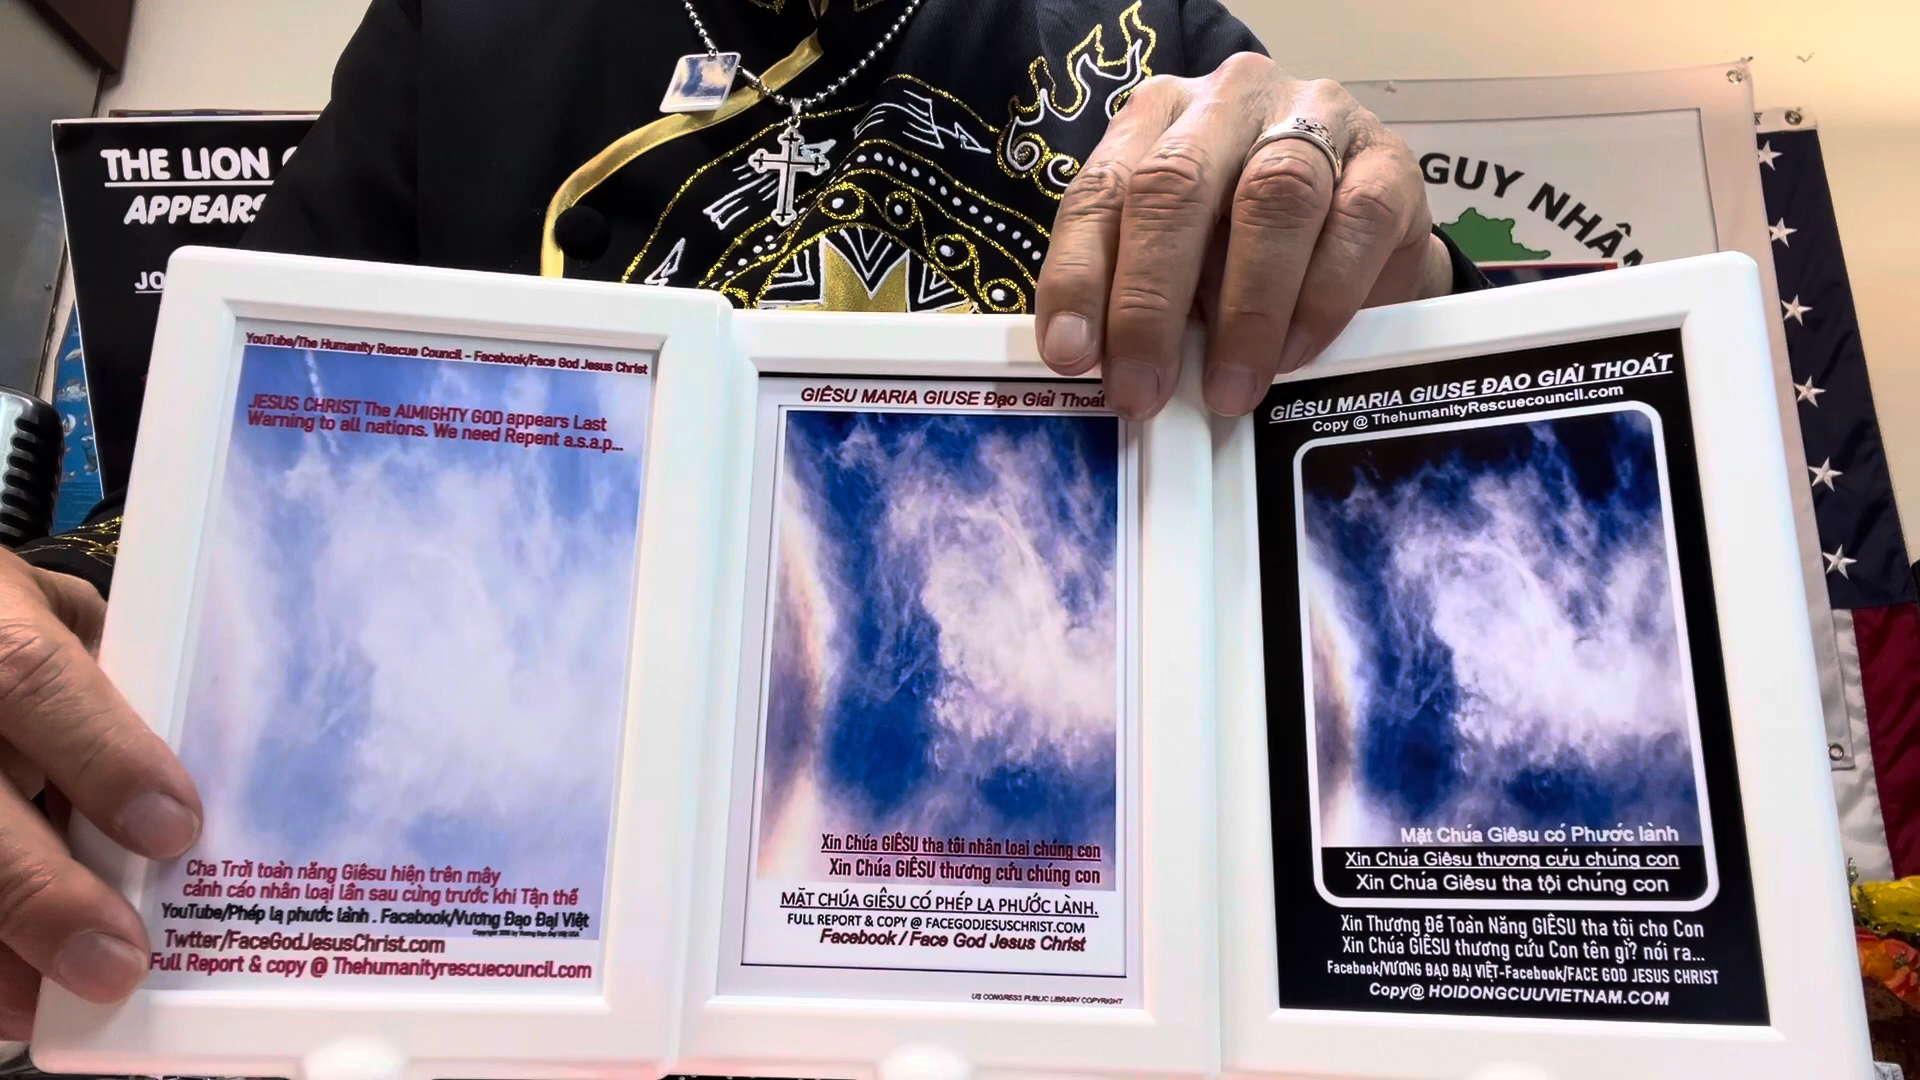 THE LION
APPEARS
JO
GUY NHÂN
YouTube/The Humanity Rescue Council - Facebook/Face God Jesus Christ
JESUS CHRIST The AlMIGHTY GOD appears Last
Warning to all nations. We need Repent a.s.a.p...
Cha Trời toàn năng Giêsu hiện trên mây
cảnh cáo nhân loại lần sau cùng trước khi Tận thế
YouTube/Phép lạ phước lành . Facebook/Vương Đạo Đại Việt
Twtter/FaceGodJesusChrist.com
Full Report & copy @ Thehumanityrescuecouncil.com
GIÊSU MARIA GIUSE Đạo Giải Thoát
Xin Chúa GIÊSU tha tội nhân loại chúng con
Xin Chúa GIÊSU thương cứu chúng con
MẶT CHÚA GIÊSU CÓ PHÉP LẠ PHƯỚC LÀNH.
FULL REPORT & COPY @ FACEGODJESUSCHRIST.COM
Facebook / Face God Jesus Christ
US CONGRESS PUBLIC LIBRARY COPYRIGHT
GIÊSU MARIA GIUSE ĐẠO GIẢI THOÁT
Copy @ ThehumanityRescuecouncil.com
Mặt Chúa Giêsu có Phước lành
Xin Chúa Giêsu thương cứu chúng con
Xin Chúa Giêsu tha tội chúng con
Xin Thượng Đế Toàn Năng GIÊSU tha tội cho Con
Xin Chúa GIÊSU thương cứu Con tên gì? nói ra...
Facebook/VƯƠNG ĐẠO ĐẠI VIỆT-Facebook/FACE GOD JESUS CHRIST
Copy@ HOIDONGCUUVIETNAM.COM